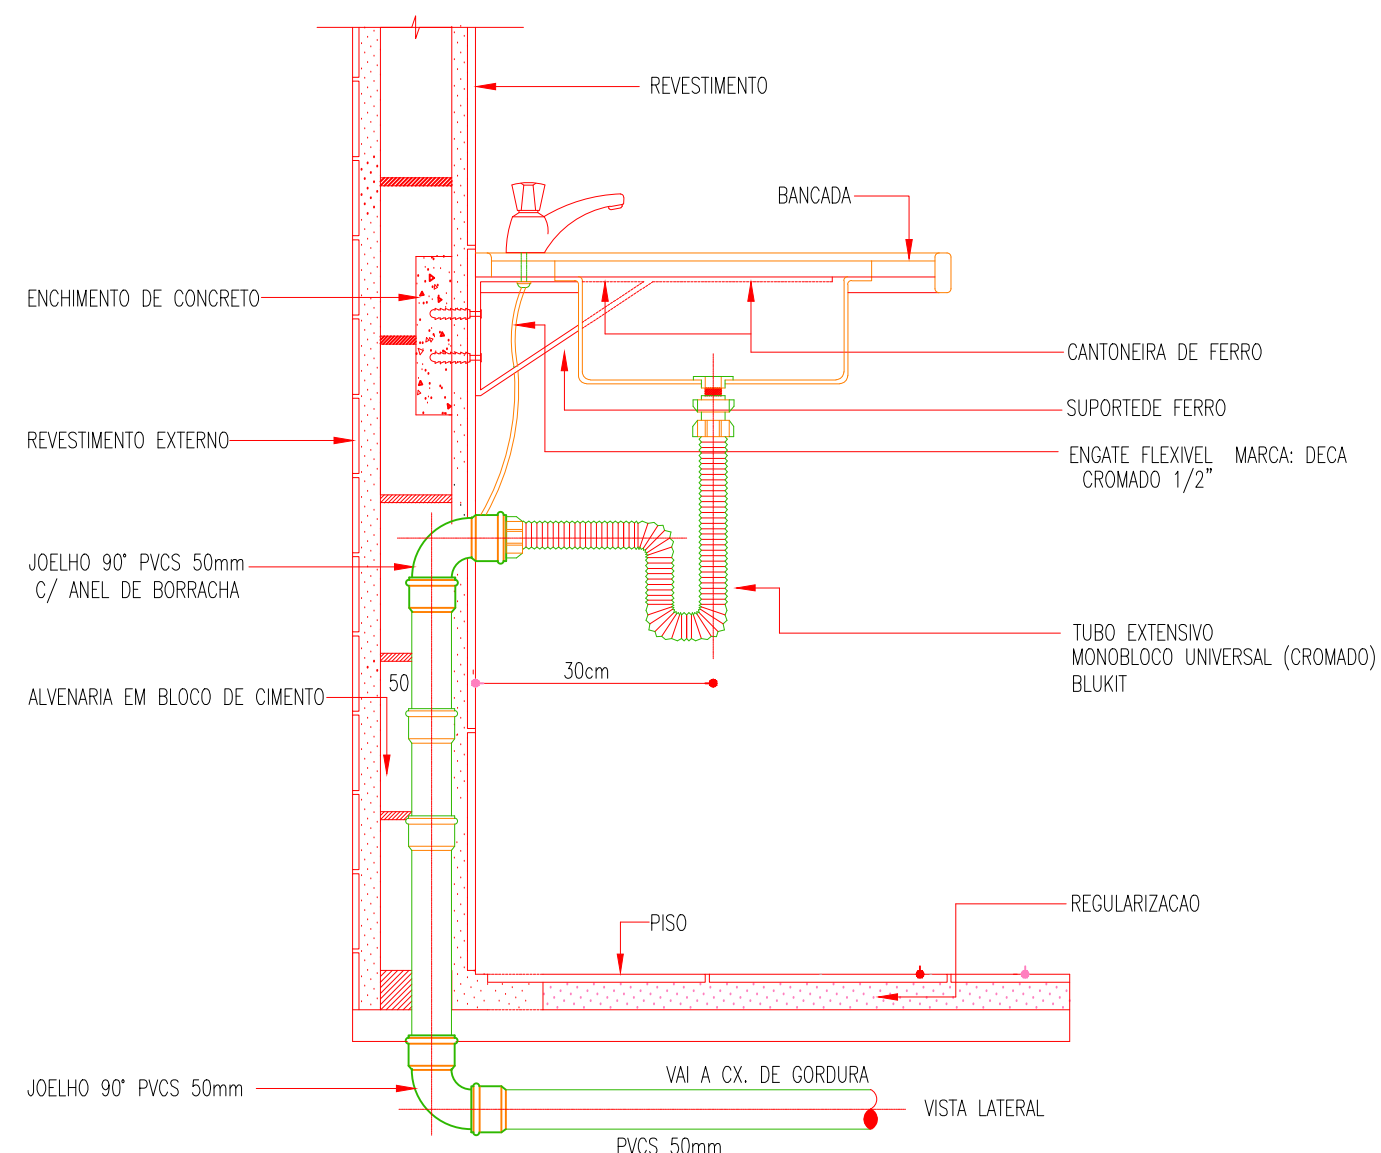 REVESTIMENTO
BANCADA
ENCHIMENTO DE CONCRETO
CANTONEIRA DE FERRO
SUPORTEDE FERRO
REVESTIMENTO EXTERNO
ENGATE FLEXIVEL MARCA: DECA
CROMADO 1/2"
JOELHO 90° PVCS 50mm
C/ ANEL DE BORRACHA
TUBO EXTENSIVO
MONOBLOCO UNIVERSAL (CROMADO)
BLUKIT
30cm
50
ALVENARIA EM BLOCO DE CIMENTO
REGULARIZACAO
PISO
VAI A CX. DE GORDURA
JOELHO 90° PVCS 50mm
VISTA LATERAL
PVCS 50mm